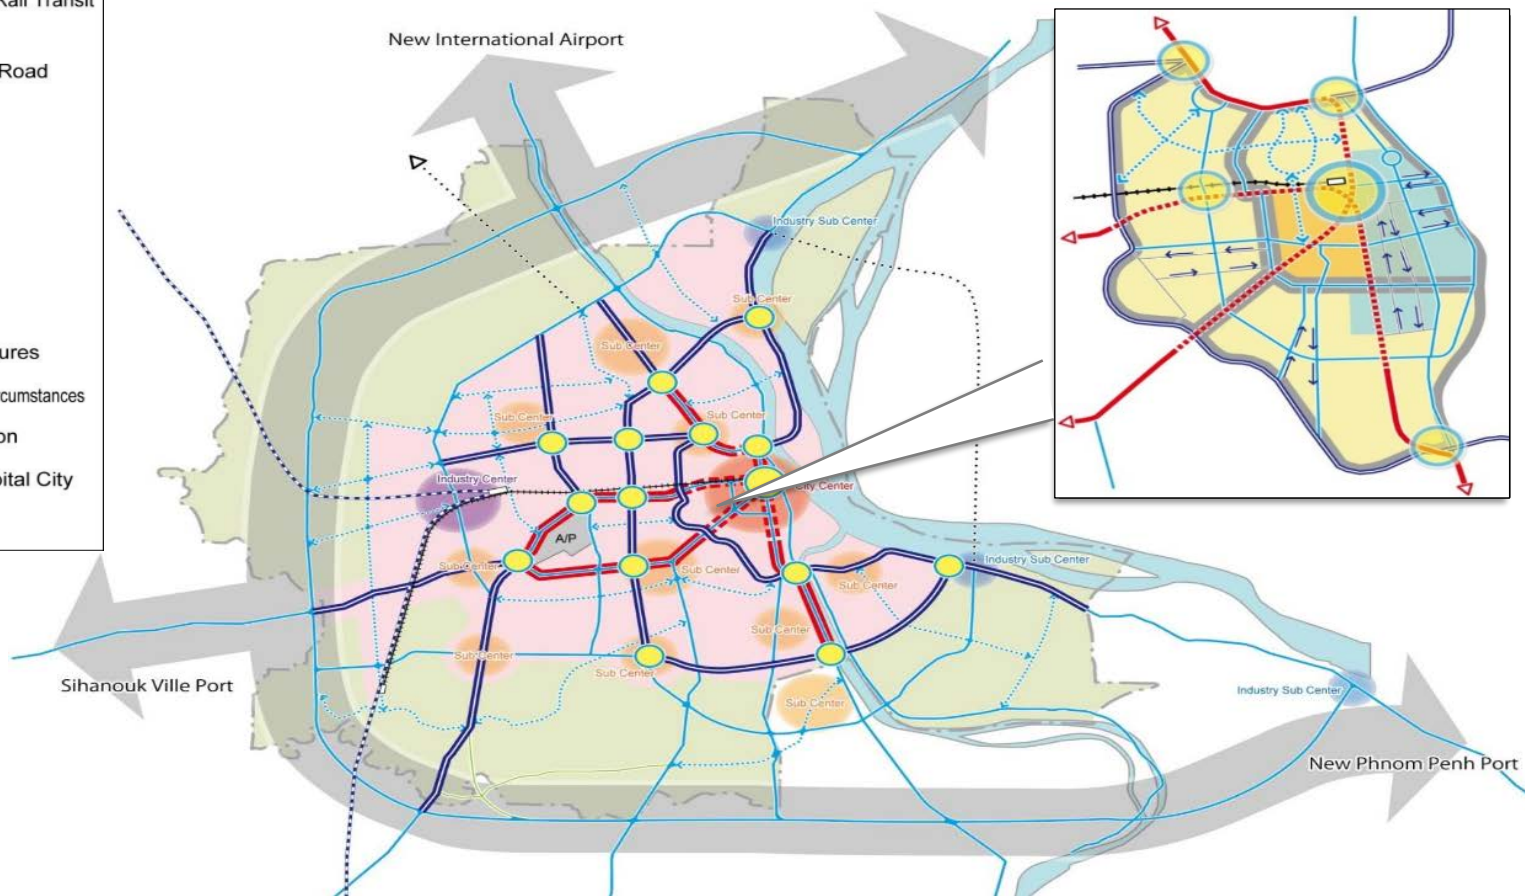 Rail Transit
Road
ures
cumstances
on
pital City
New International Airport
Industry Sub Center
Sub Center
Sub Center
Sub Center
Sub Center
Industry Center
City Center
A/P
Sub Center
Sub Center
Industry Sub Center
Sub Center
Sub Center
Sub Center
Sub Center
Sihanouk Ville Port
Industry Sub Center
Sub Center
New Phnom Penh Port